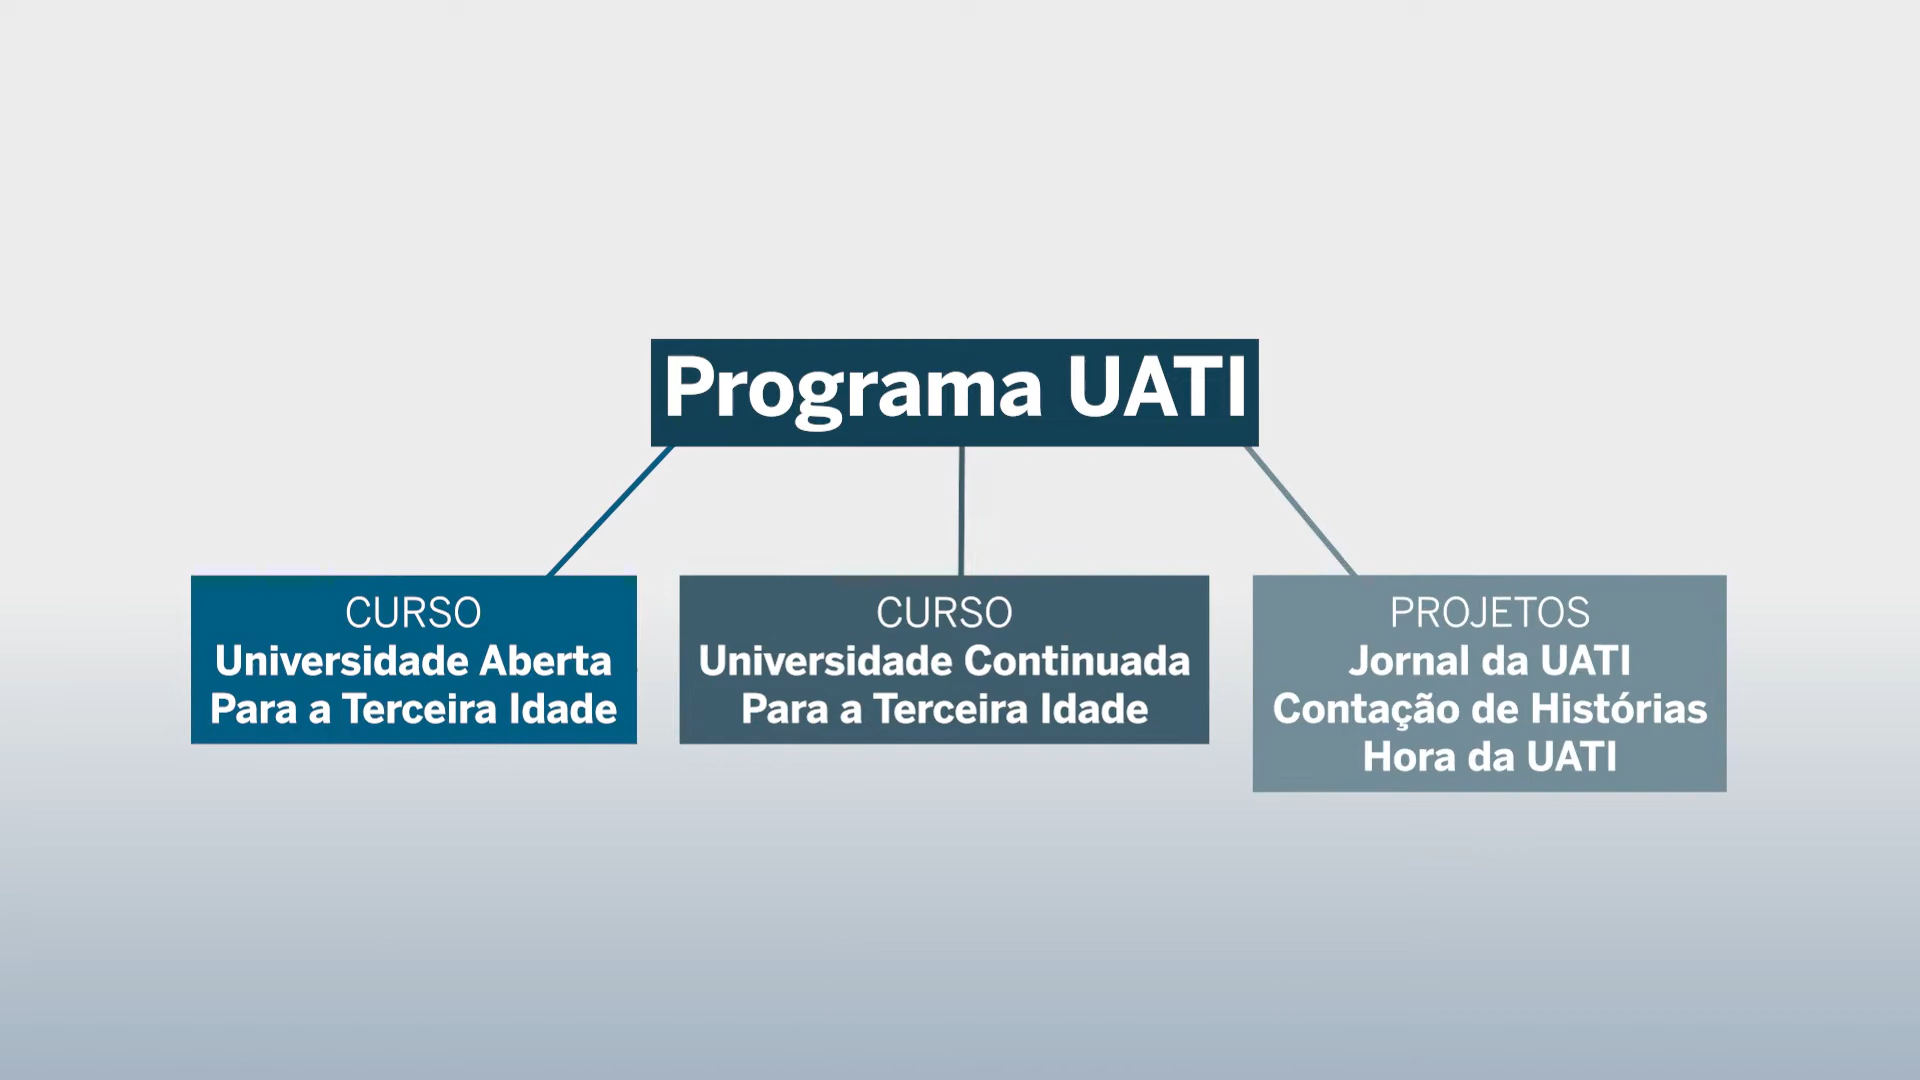 Programa UATI
CURSO
Universidade Aberta
Para a Terceira Idade
CURSO
Universidade Continuada
Para a Terceira Idade
PROJETOS
Jornal da UATI
Contação de Histórias
Hora da UATI